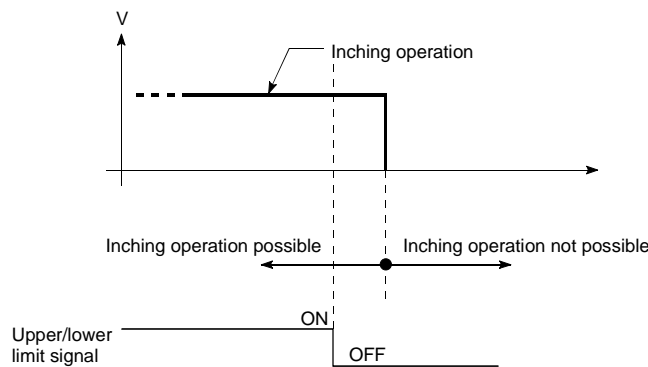 V
Inching operation
Inching operation possible
Inching operation not possible
ON
Upper/lower
limit signal
OFF